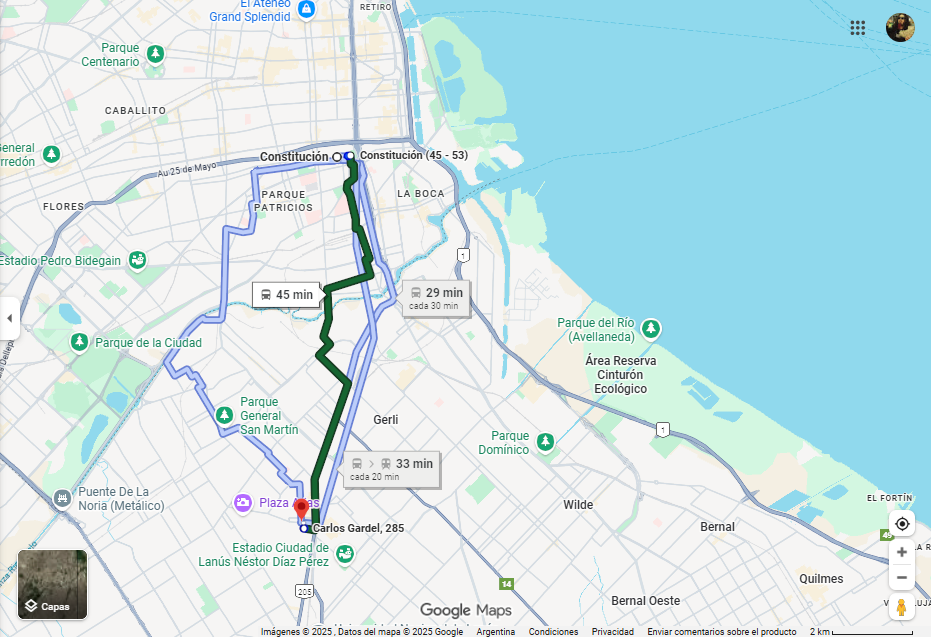 RETIRO
El Ateneo
Grand Splendid
Parque
Centenario
CABALLITO
General
Constitución
Constitución (45 - 53)
Au 25 de Mayo
PARQUE
PATRICIOS
LA BOCA
FLORES
Estadio Pedro Bidegain
1
45 min
29 min
cada 30 min
Parque del Río
(Avellaneda)
Parque de la Ciudad
Área Reserva
Cinturón
Ecológico
Parque
General
San Martín
Gerli
1
Parque
Domínico
33 min
cada 20 min
Puente De La
Noria (Metálico)
Plaza
Wilde
EL FORTÍN
Carlos Gardel, 285
Bernal
Estadio Ciudad de
Lanús Néstor Díaz Pérez
205
14
Quilmes
Bernal Oeste
Capas
Google Maps
Imágenes © 2025 , Datos del mapa © 2025 Google Argentina Condiciones Privacidad Enviar comentarios sobre el producto 2 km